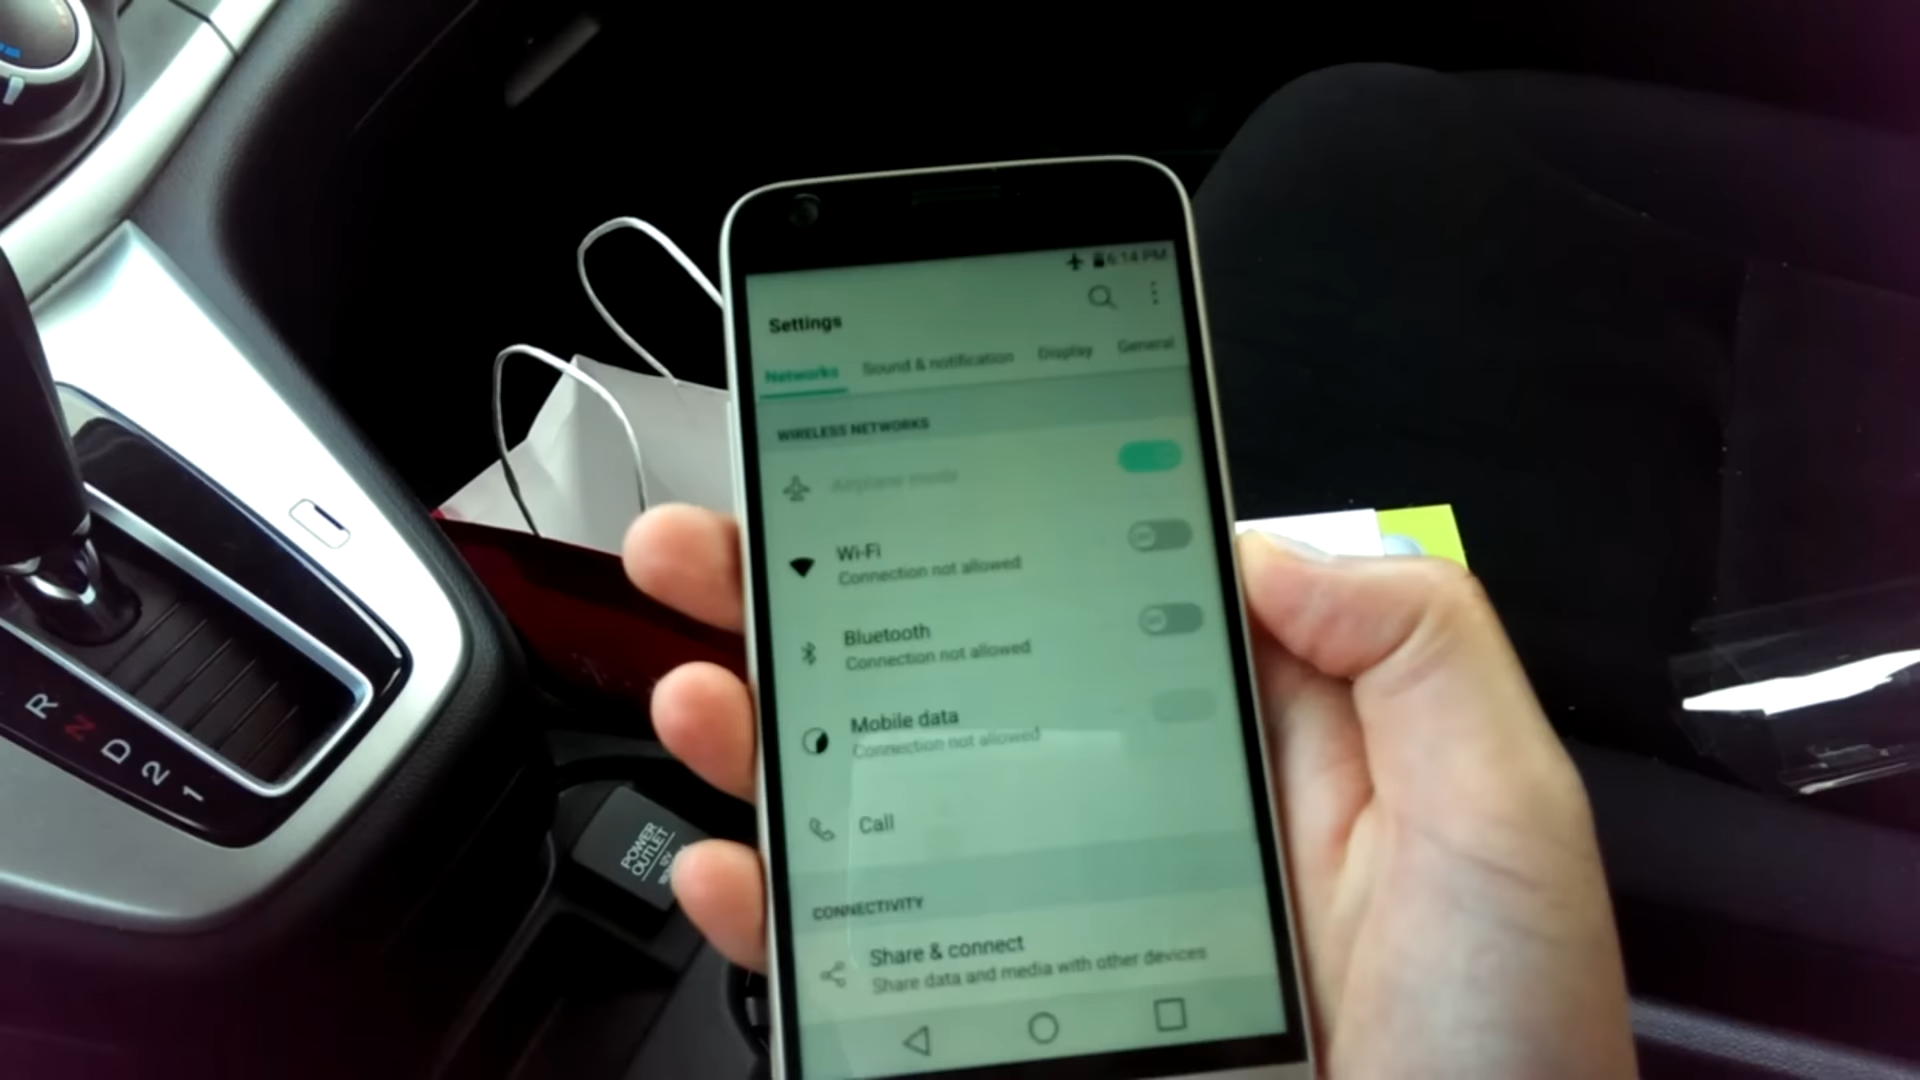 6:14 PM
Settings
Networks Sound & notification Display General
WIRELESS NETWORKS
Airplane mode
Wi-Fi
Connection not allowed
Bluetooth
Connection not allowed
Mobile data
Connection not allowed
Call
CONNECTIVITY
Share & connect
Share data and media with other devices
R
N
D
2
1
POWER
OUTLET
12V